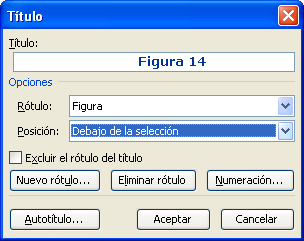 Título
Título:
Figura 14
Opciones
Rótulo: Figura
Posición: Debajo de la selección
Excluir el rótulo del título
Nuevo rótulo... Eliminar rótulo Numeración...
Autotítulo... Aceptar Cancelar